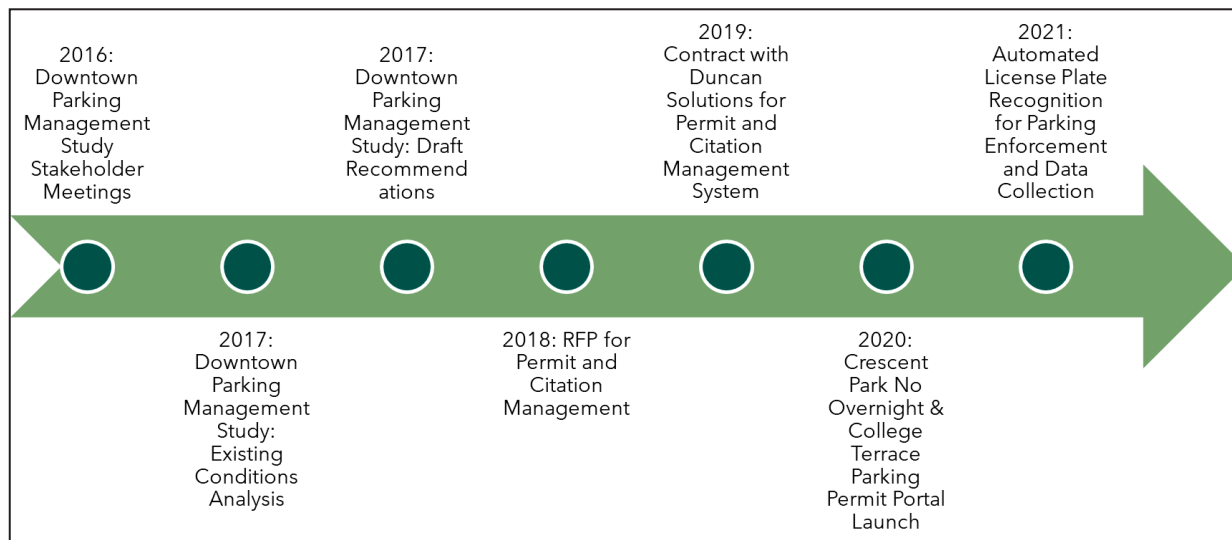 2016:
Downtown
Parking
Management
Study
Stakeholder
Meetings
2017:
Downtown
Parking
Management
Study:
Existing
Conditions
Analysis
2017:
Downtown
Parking
Management
Study: Draft
Recommend
ations
2018: RFP for
Permit and
Citation
Management
2019:
Contract with
Duncan
Solutions for
Permit and
Citation
Management
System
2020:
Crescent
Park No
Overnight &
College
Terrace
Parking
Permit Portal
Launch
2021:
Automated
License Plate
Recognition
for Parking
Enforcement
and Data
Collection